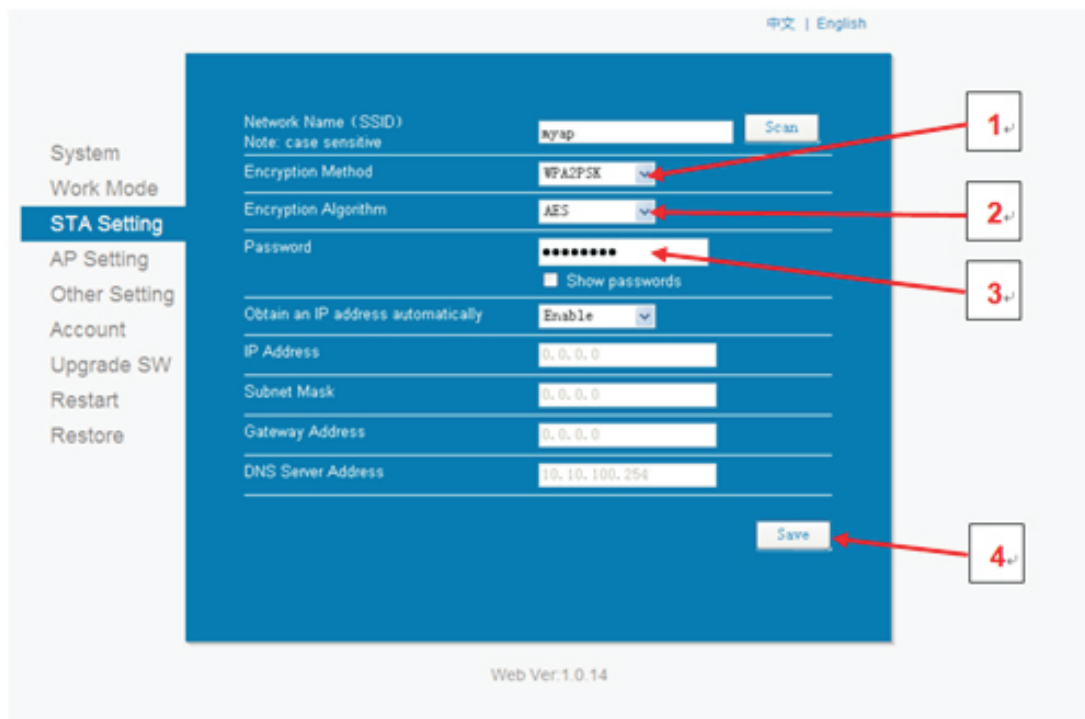 中文 | English
System
Work Mode
STA Setting
AP Setting
Other Setting
Account
Upgrade SW
Restart
Restore
Network Name (SSID)
Note: case sensitive
myap
Scan
Encryption Method
WPA2PSK
Encryption Algorithm
AES
Password
●●●●●●●●
Show passwords
Obtain an IP address automatically
Enable
IP Address
0.0.0.0
Subnet Mask
0.0.0.0
Gateway Address
0.0.0.0
DNS Server Address
10.10.100.254
Save
1
2
3
4
Web Ver:1.0.14